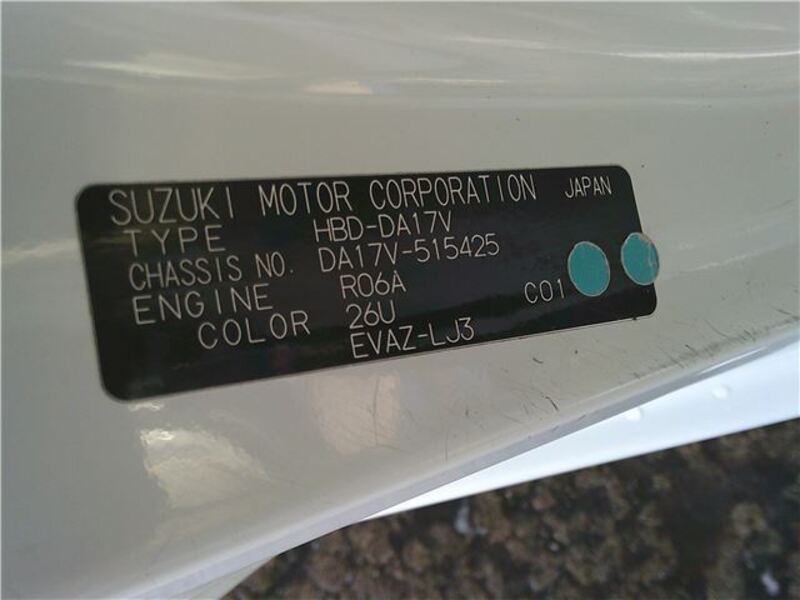 SUZUKI MOTOR CORPORATION JAPAN
TYPE HBD-DA17V
CHASSIS NO. DA17V-515425
ENGINE R06A
COLOR 26U C01
EVAZ-LJ3